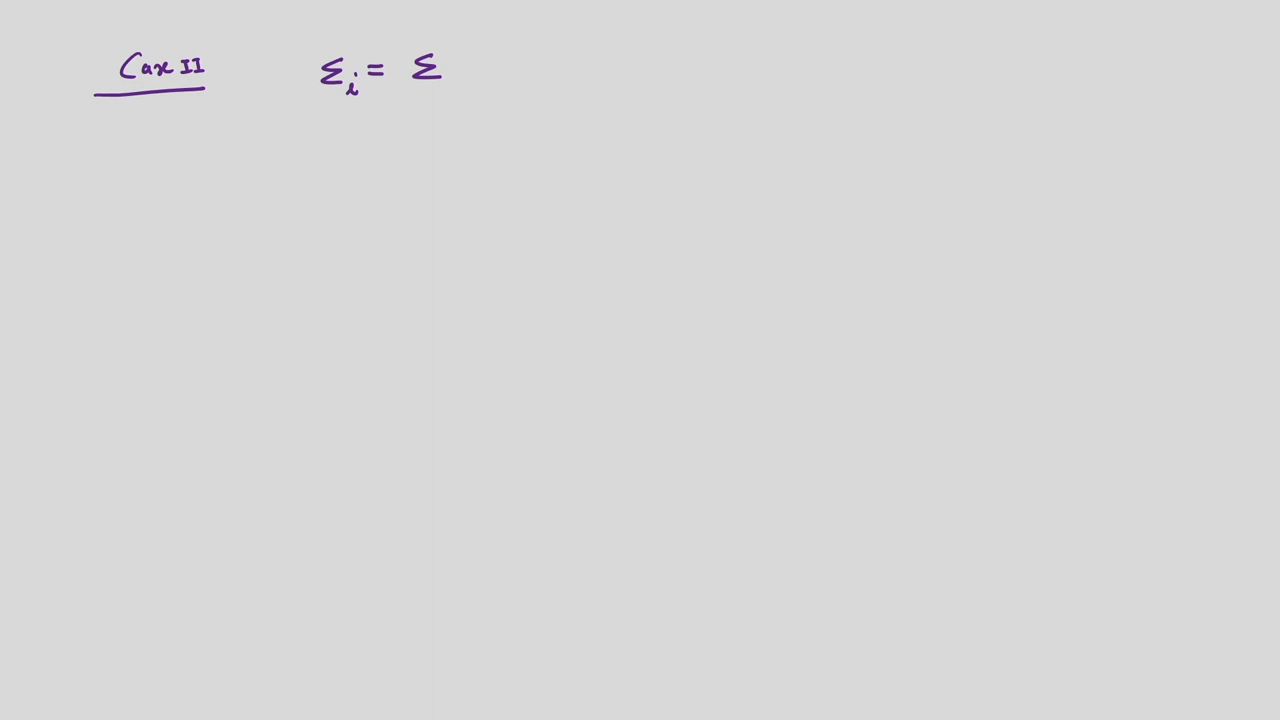 Case II Σᵢ = Σ